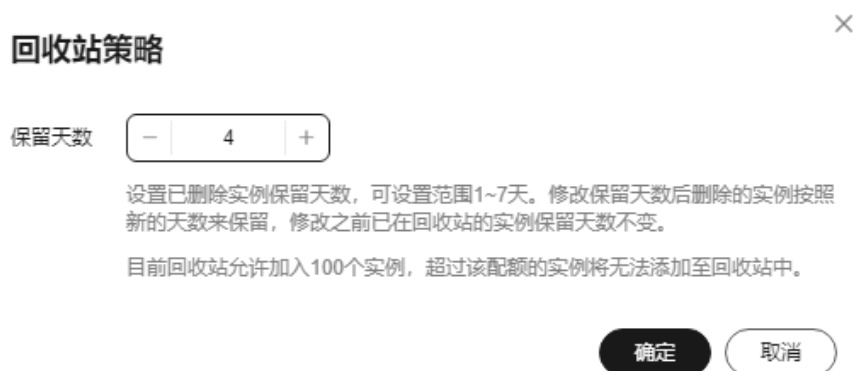 回收站策略
保留天数
4
设置已删除实例保留天数，可设置范围1~7天。修改保留天数后删除的实例按照
新的天数来保留，修改之前已在回收站的实例保留天数不变。
目前回收站允许加入100个实例，超过该配额的实例将无法添加至回收站中。
确定
取消